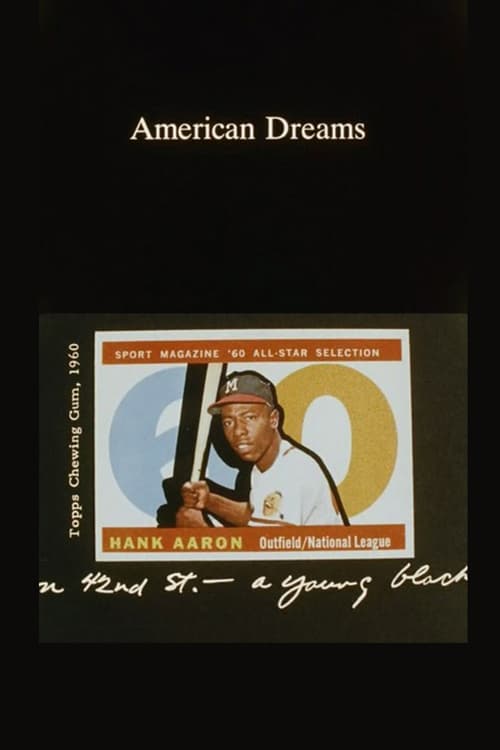 American Dreams
Topps Chewing Gum, 1960
SPORT MAGAZINE '60 ALL-STAR SELECTION
60
M
HANK AARON Outfield/National League
on 42nd St. — a young black